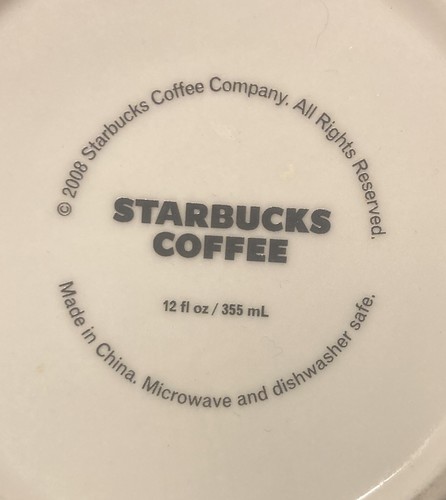 © 2008 Starbucks Coffee Company. All Rights Reserved.
STARBUCKS
COFFEE
12 fl oz / 355 mL
Made in China. Microwave and dishwasher safe.